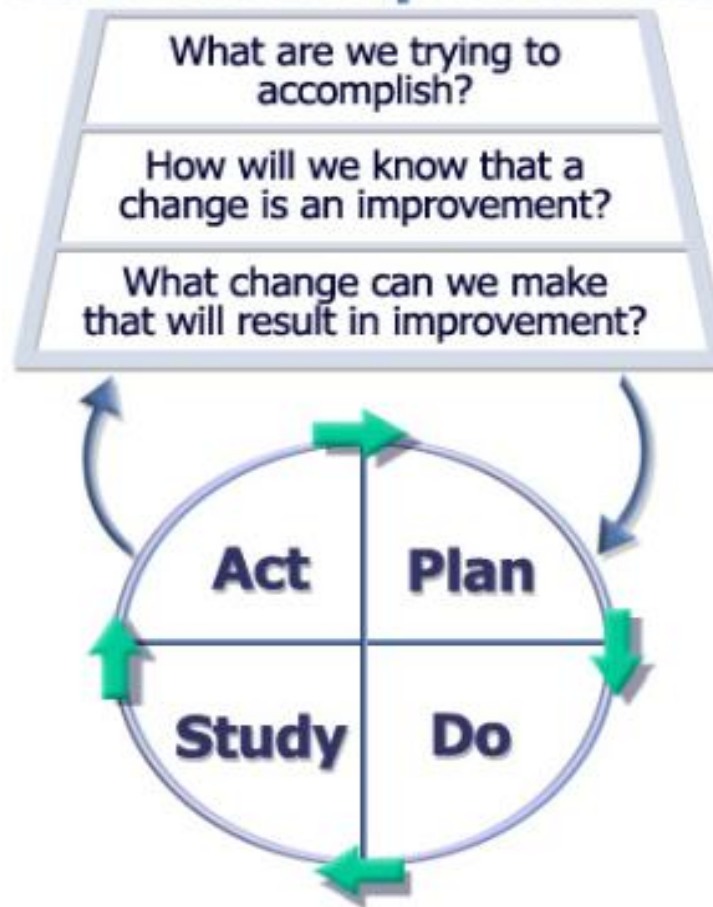 What are we trying to
accomplish?
How will we know that a
change is an improvement?
What change can we make
that will result in improvement?
Act
Plan
Study
Do